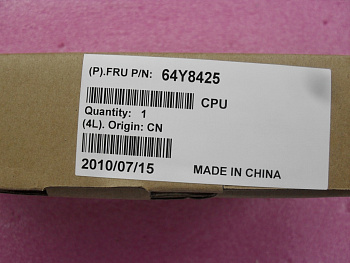 (P).FRU P/N: 64Y8425
CPU
Quantity: 1
(4L). Origin: CN
2010/07/15 MADE IN CHINA